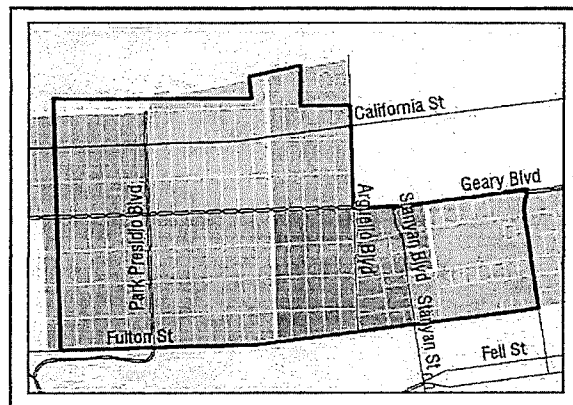 California St
Geary Blvd
Park Presidio Blvd
Arguello Blvd
Stanyan Blvd
Stanyan St
Fulton St
Fell St